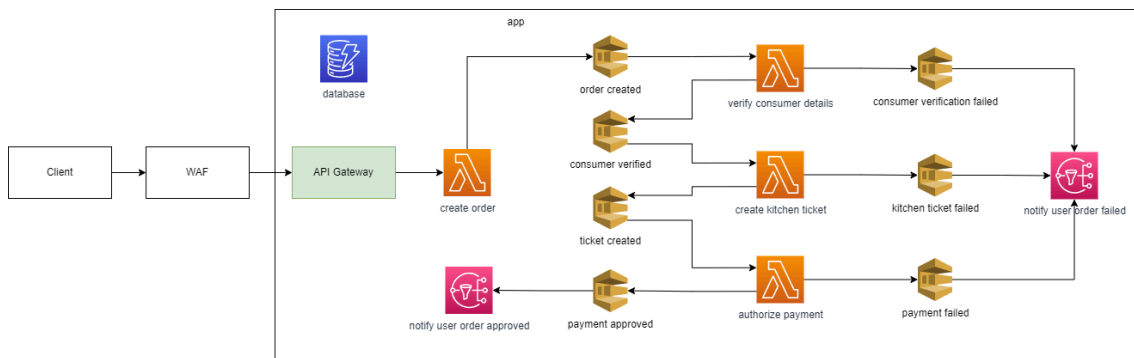 app
database
order created
verify consumer details
consumer verification failed
Client
WAF
API Gateway
create order
consumer verified
create kitchen ticket
kitchen ticket failed
notify user order failed
ticket created
notify user order approved
payment approved
authorize payment
payment failed